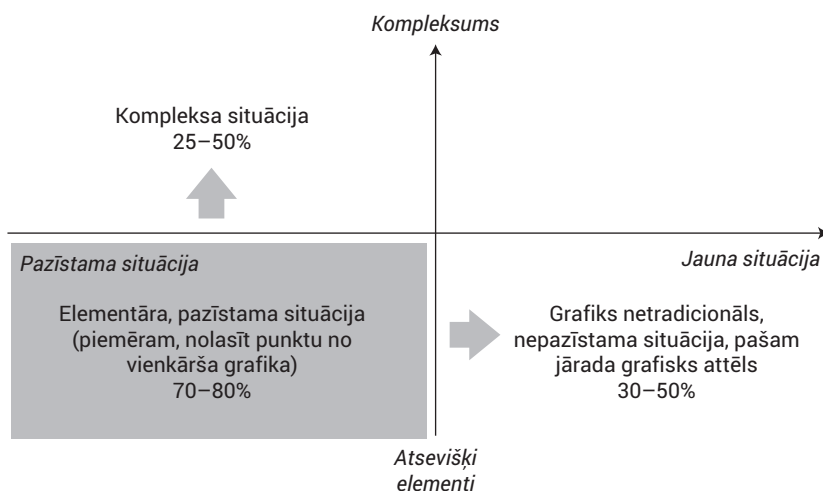 Kompleksums
Kompleksa situācija
25–50%
Pazīstama situācija
Jauna situācija
Elementāra, pazīstama situācija
(piemēram, nolasīt punktu no
vienkārša grafika)
70–80%
Grafiks netradicionāls,
nepazīstama situācija, pašam
jārada grafisks attēls
30–50%
Atsevišķi
elementi